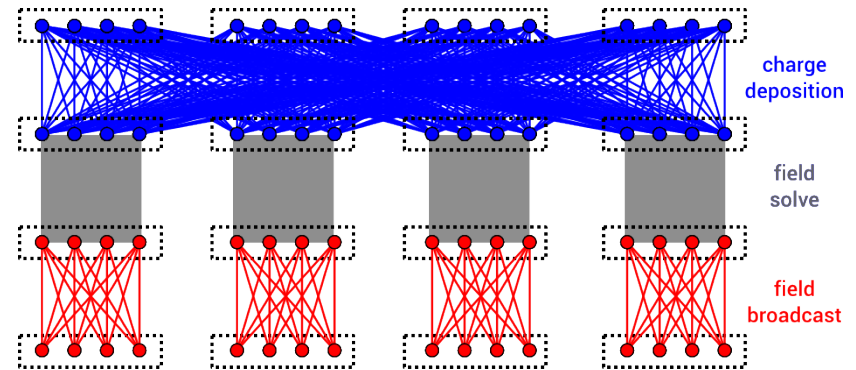 charge
deposition
field
solve
field
broadcast